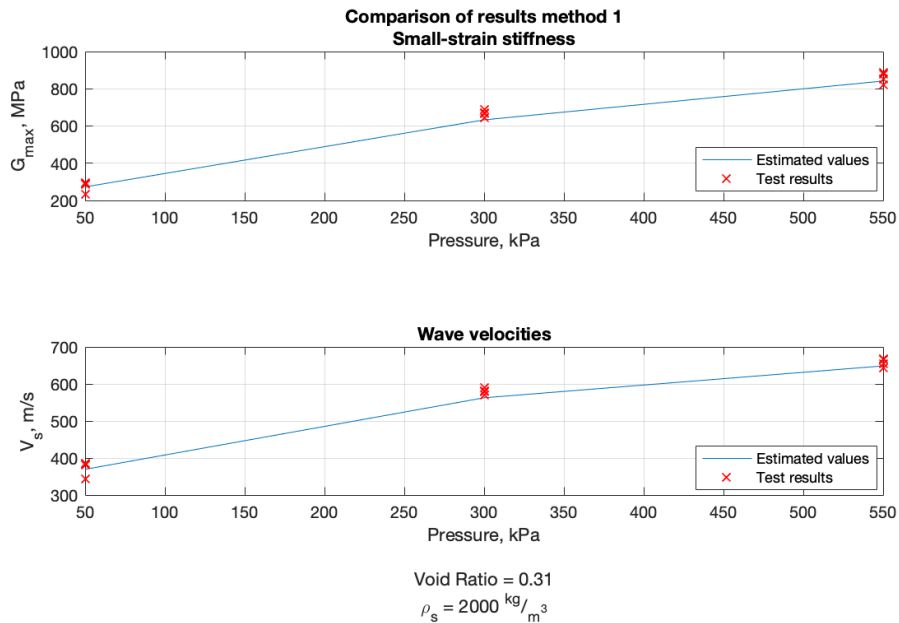 Comparison of results method 1
Small-strain stiffness
1000
800
600
400
200
G_max, MPa
Estimated values
Test results
50 100 150 200 250 300 350 400 450 500 550
Pressure, kPa
Wave velocities
700
600
500
400
300
V_s, m/s
Estimated values
Test results
50 100 150 200 250 300 350 400 450 500 550
Pressure, kPa
Void Ratio = 0.31
ρ_s = 2000 kg/m³